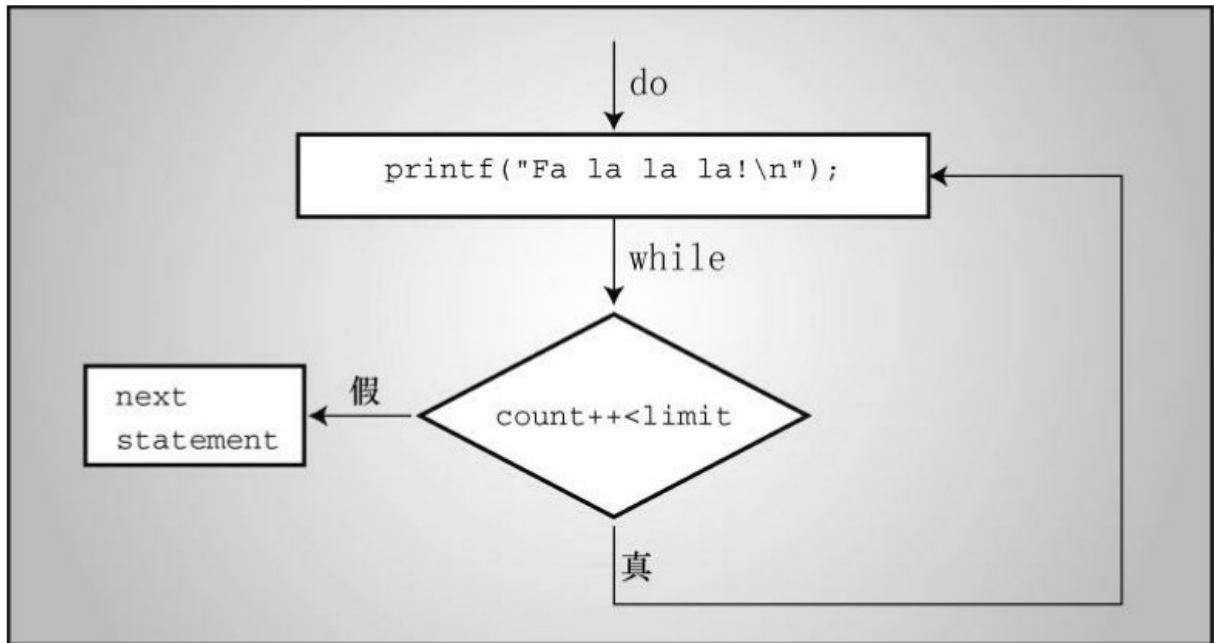 do
printf("Fa la la la!\n");
while
count++<limit
假
next
statement
真